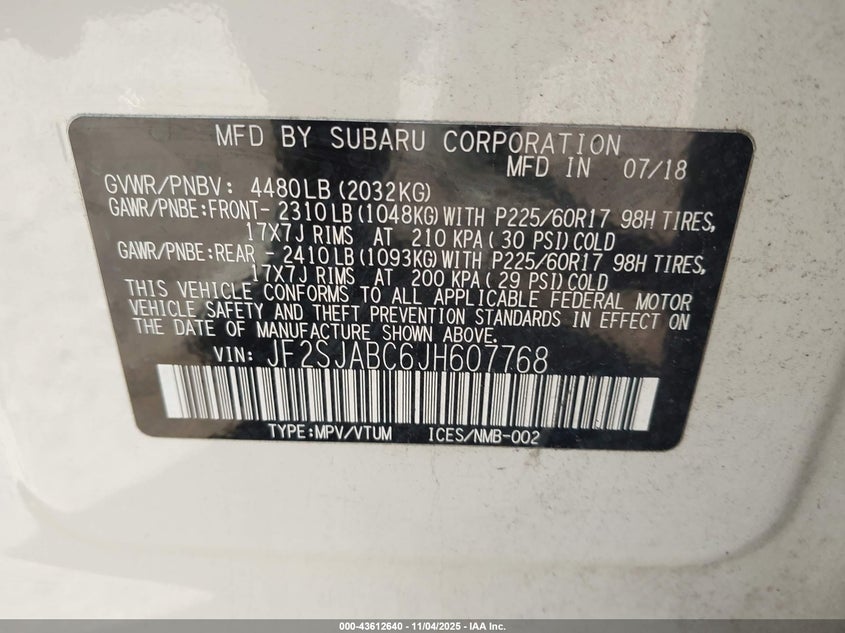 MFD BY SUBARU CORPORATION
MFD IN 07/18
GVWR/PNBV: 4480LB(2032KG)
GAWR/PNBE:FRONT- 2310LB(1048KG)WITH P225/60R17 98H TIRES,
17X7J RIMS AT 210 KPA( 30 PSI)COLD
GAWR/PNBE:REAR - 2410LB(1093KG)WITH P225/60R17 98H TIRES,
17X7J RIMS AT 200 KPA( 29 PSI)COLD
THIS VEHICLE CONFORMS TO ALL APPLICABLE FEDERAL MOTOR
VEHICLE SAFETY AND THEFT PREVENTION STANDARDS IN EFFECT ON
THE DATE OF MANUFACTURE SHOWN ABOVE.
VIN: JF2SJABC6JH607768
TYPE:MPV/VTUM ICES/NMB-002
000-43612640 - 11/04/2025 - IAA Inc.